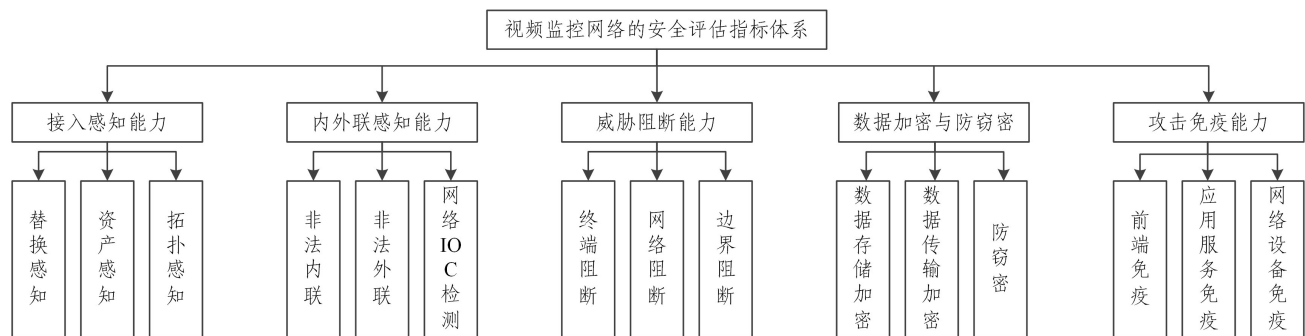 视频监控网络的安全评估指标体系
接入感知能力
内外联感知能力
威胁阻断能力
数据加密与防窃密
攻击免疫能力
替换感知
资产感知
拓扑感知
非法内联
非法外联
网络IOC检测
终端阻断
网络阻断
边界阻断
数据存储加密
数据传输加密
防窃密
前端免疫
应用服务免疫
网络设备免疫